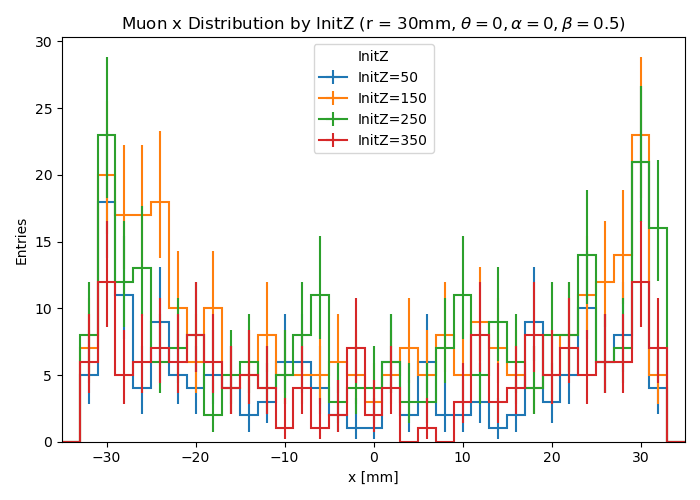 Muon x Distribution by InitZ (r = 30mm, θ = 0, α = 0, β = 0.5)
InitZ
InitZ=50
InitZ=150
InitZ=250
InitZ=350
Entries
30
25
20
15
10
5
0
−30 −20 −10 0 10 20 30
x [mm]